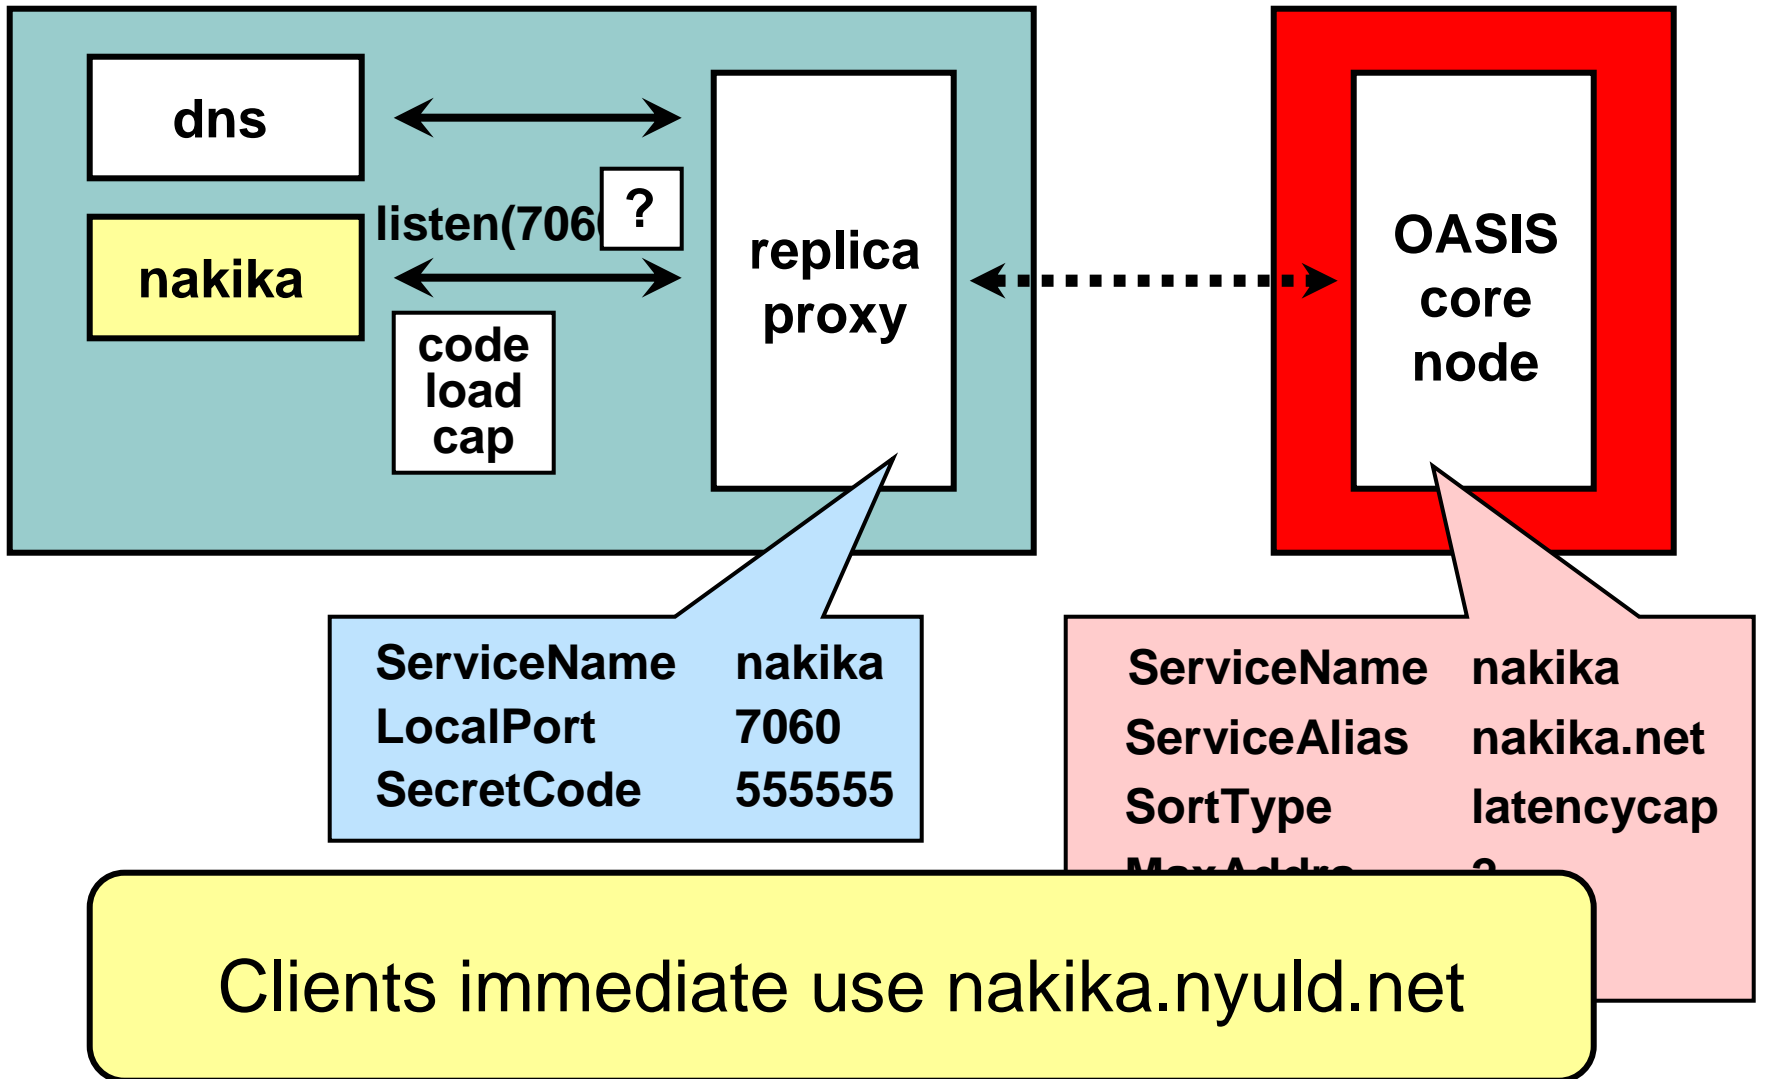 dns
nakika
listen(7060
?
code
load
cap
replica
proxy
OASIS
core
node
ServiceName nakika
LocalPort 7060
SecretCode 555555
ServiceName nakika
ServiceAlias nakika.net
SortType latencycap
Clients immediate use nakika.nyuld.net